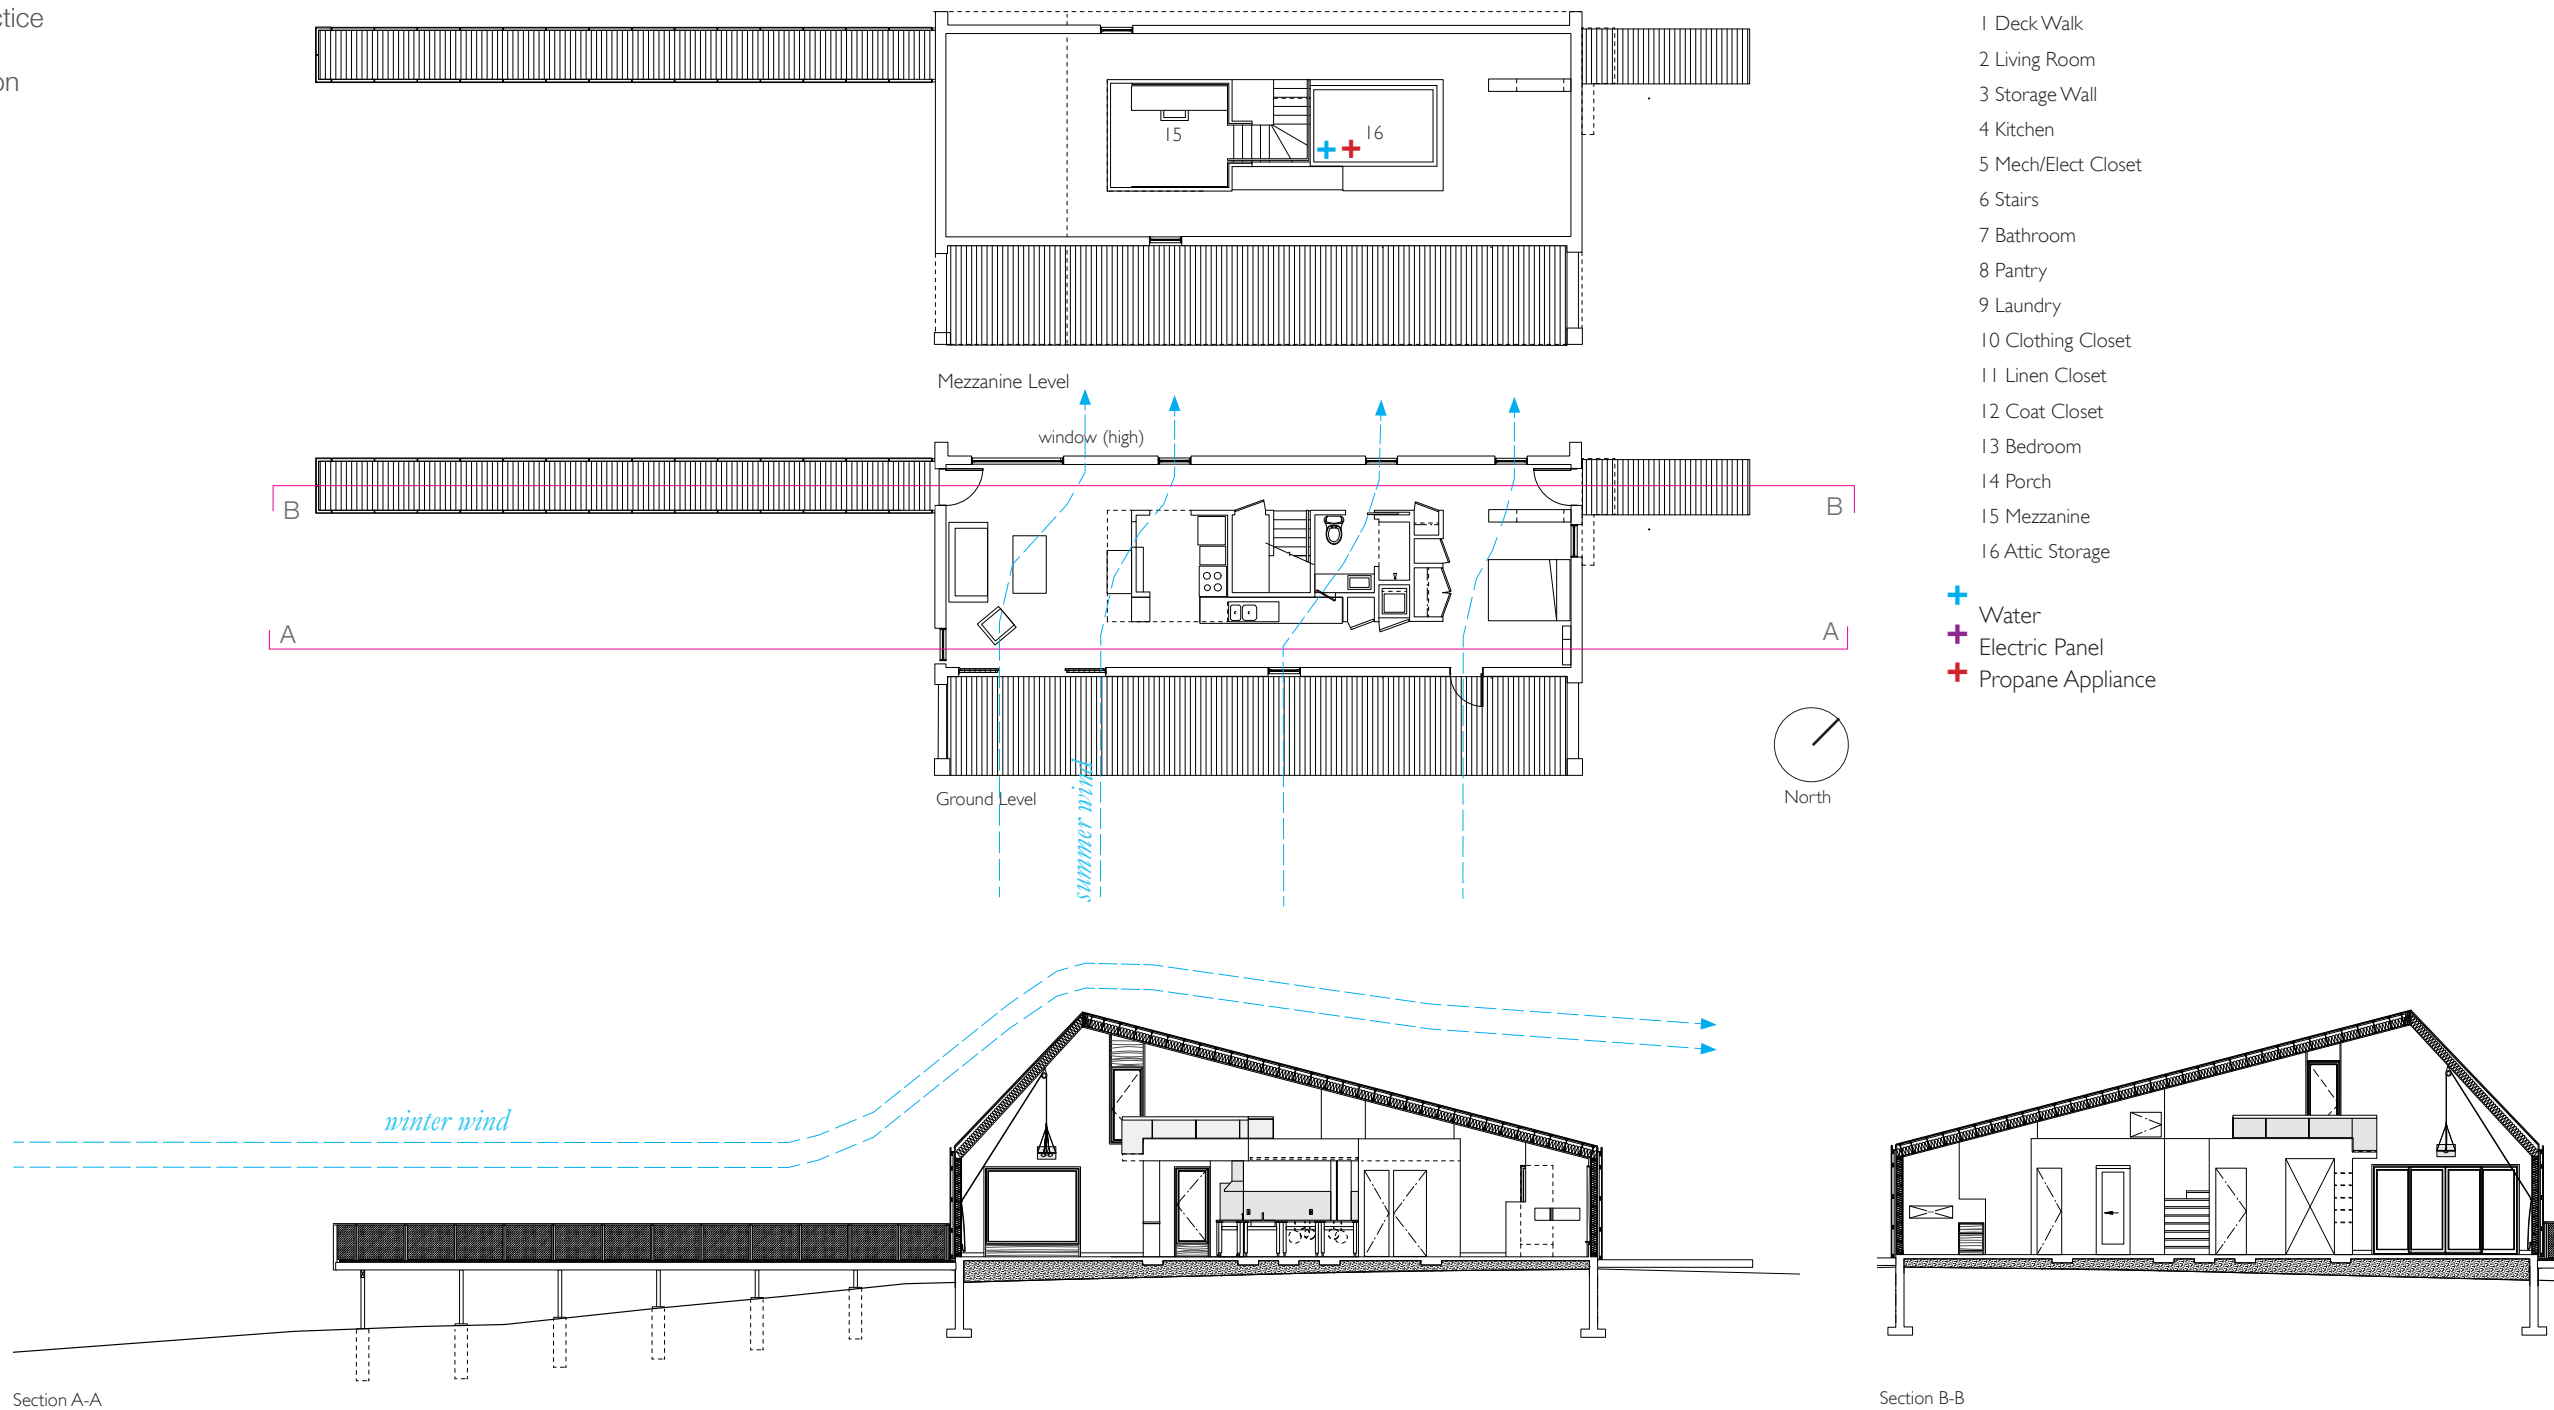 ctice
on
15
16
Mezzanine Level
window (high)
B
B
A
A
summer wind
Ground Level
North
1 Deck Walk
2 Living Room
3 Storage Wall
4 Kitchen
5 Mech/Elect Closet
6 Stairs
7 Bathroom
8 Pantry
9 Laundry
10 Clothing Closet
11 Linen Closet
12 Coat Closet
13 Bedroom
14 Porch
15 Mezzanine
16 Attic Storage
Water
Electric Panel
Propane Appliance
winter wind
Section A-A
Section B-B